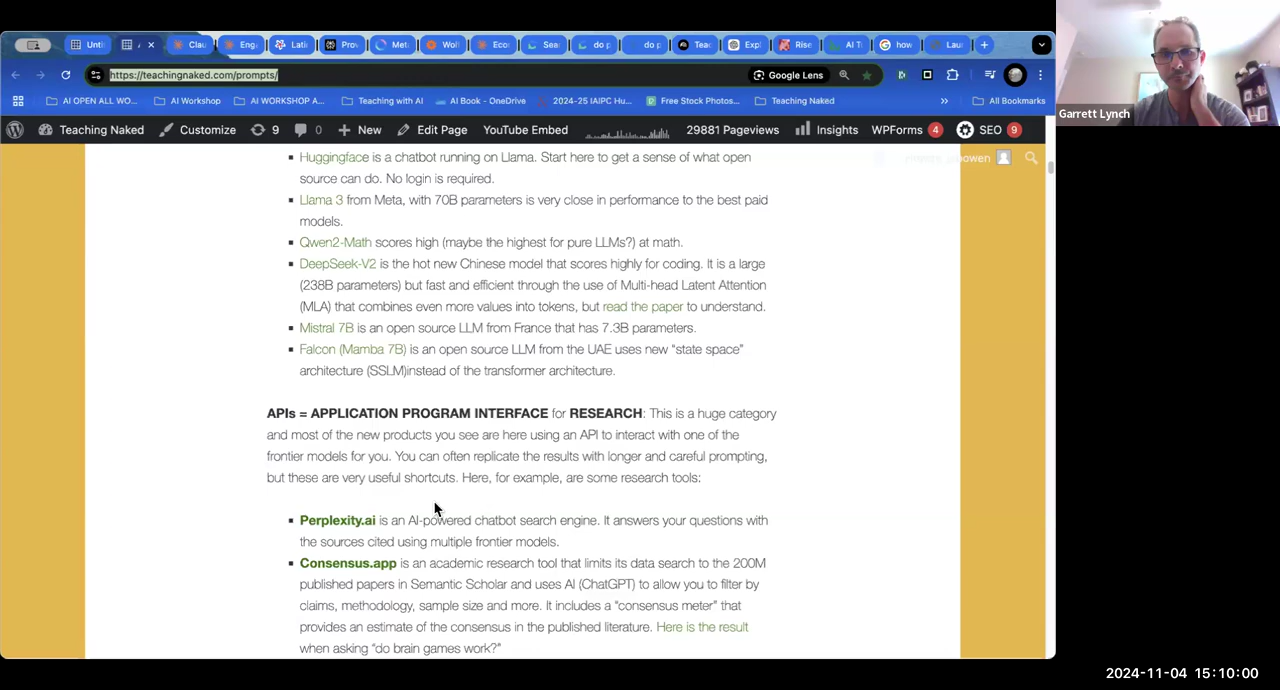 Unti
Clau
Eng
Lati
Prov
Met
Wolf
Eco
Sea
do p
do p
Teac
Expl
Rise
AI T
how
Lau
https://teachingnaked.com/prompts/
Google Lens
AI OPEN ALL WO...
AI Workshop
AI WORKSHOP A...
Teaching with AI
AI Book - OneDrive
2024-25 IAIPC Hu...
Free Stock Photos...
Teaching Naked
All Bookmarks
Teaching Naked
Customize
9
0
New
Edit Page
YouTube Embed
29881 Pageviews
Insights
WPForms 4
SEO 9
Garrett Lynch
Huggingface is a chatbot running on Llama. Start here to get a sense of what open
source can do. No login is required.
Llama 3 from Meta, with 70B parameters is very close in performance to the best paid
models.
Qwen2-Math scores high (maybe the highest for pure LLMs?) at math.
DeepSeek-V2 is the hot new Chinese model that scores highly for coding. It is a large
(238B parameters) but fast and efficient through the use of Multi-head Latent Attention
(MLA) that combines even more values into tokens, but read the paper to understand.
Mistral 7B is an open source LLM from France that has 7.3B parameters.
Falcon (Mamba 7B) is an open source LLM from the UAE uses new “state space”
architecture (SSLM)instead of the transformer architecture.
APIs = APPLICATION PROGRAM INTERFACE for RESEARCH: This is a huge category
and most of the new products you see are here using an API to interact with one of the
frontier models for you. You can often replicate the results with longer and careful prompting,
but these are very useful shortcuts. Here, for example, are some research tools:
Perplexity.ai is an AI-powered chatbot search engine. It answers your questions with
the sources cited using multiple frontier models.
Consensus.app is an academic research tool that limits its data search to the 200M
published papers in Semantic Scholar and uses AI (ChatGPT) to allow you to filter by
claims, methodology, sample size and more. It includes a “consensus meter” that
provides an estimate of the consensus in the published literature. Here is the result
when asking “do brain games work?”
2024-11-04 15:10:00